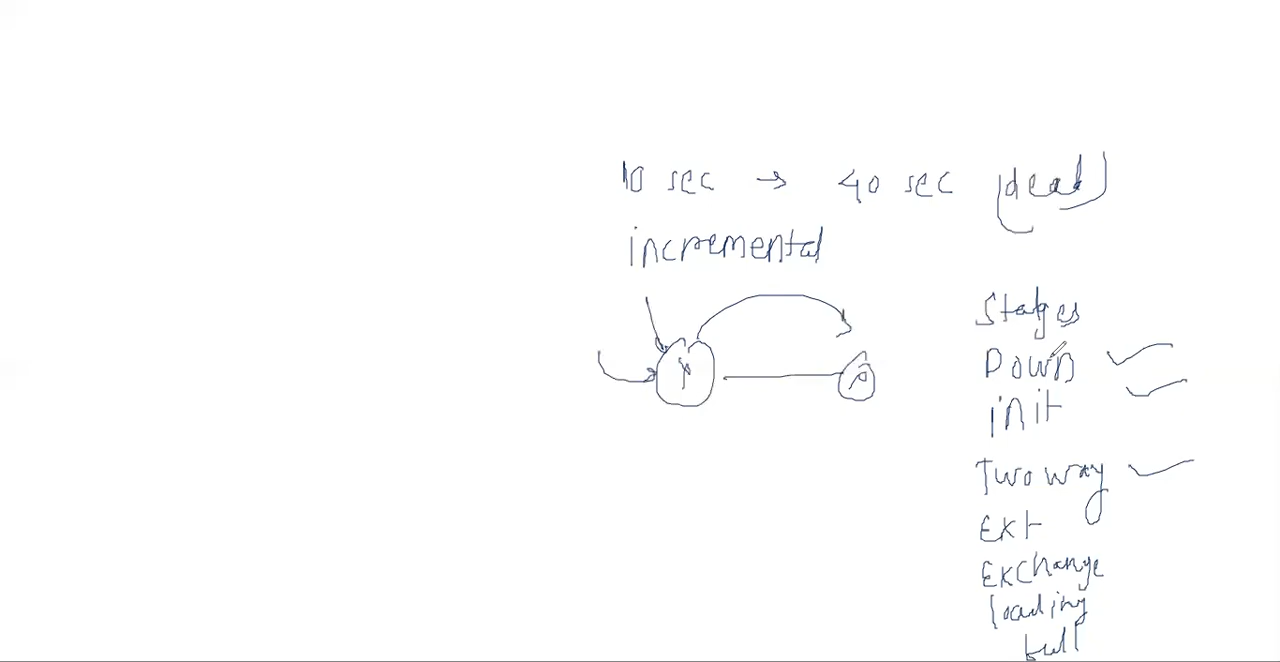 10 sec → 40 sec (dead)
incremental
Stages
Down
init
Two way
Ext
Exchange
loading
full